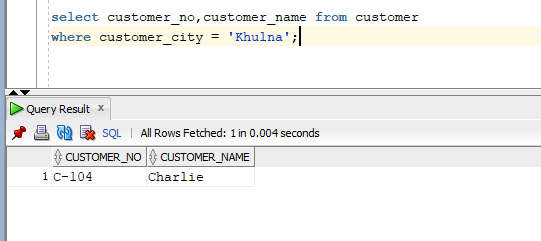 select customer_no,customer_name from customer
where customer_city = 'Khulna';
Query Result x
SQL | All Rows Fetched: 1 in 0.004 seconds
CUSTOMER_NO CUSTOMER_NAME
1 C-104 Charlie